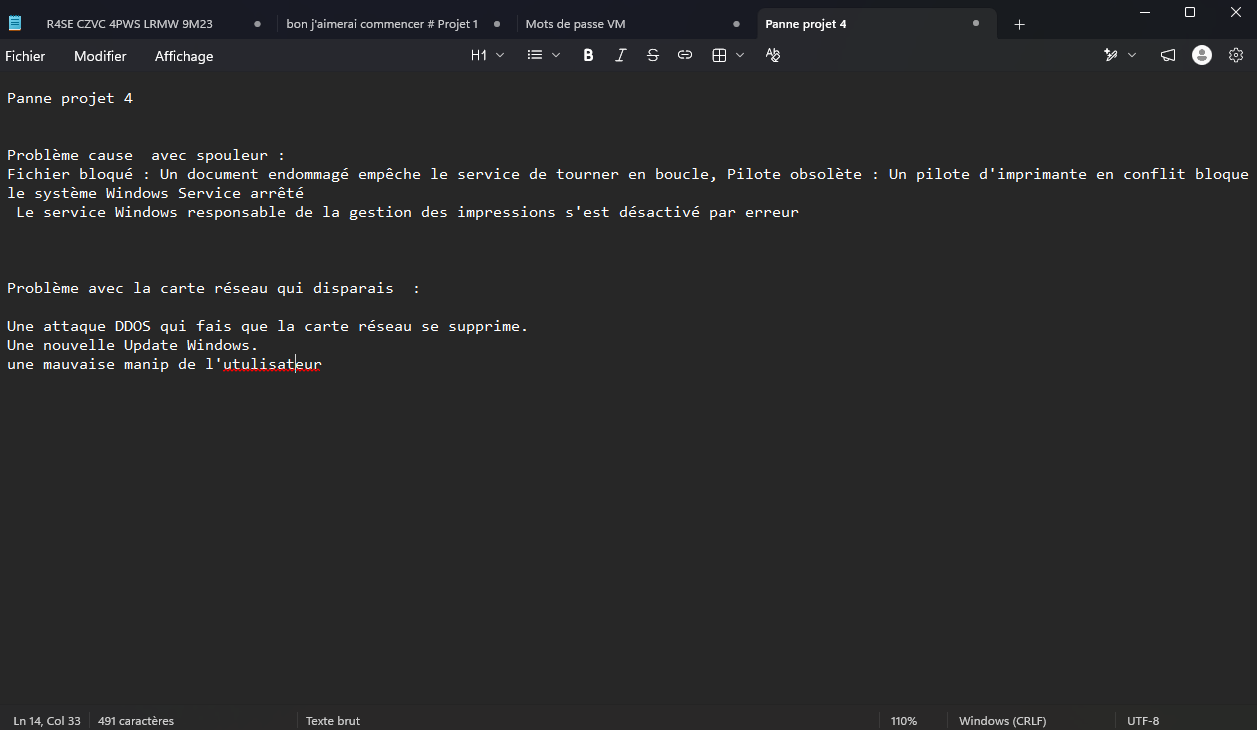 R4SE CZVC 4PWS LRMW 9M23
bon j'aimerai commencer # Projet 1
Mots de passe VM
Panne projet 4
Fichier
Modifier
Affichage
H1
B
I
S
Panne projet 4
Problème cause  avec spouleur :
Fichier bloqué : Un document endommagé empêche le service de tourner en boucle, Pilote obsolète : Un pilote d'imprimante en conflit bloque
le système Windows Service arrêté
Le service Windows responsable de la gestion des impressions s'est désactivé par erreur
Problème avec la carte réseau qui disparais  :
Une attaque DDOS qui fais que la carte réseau se supprime.
Une nouvelle Update Windows.
une mauvaise manip de l'utulisateur
Ln 14, Col 33
491 caractères
Texte brut
110%
Windows (CRLF)
UTF-8